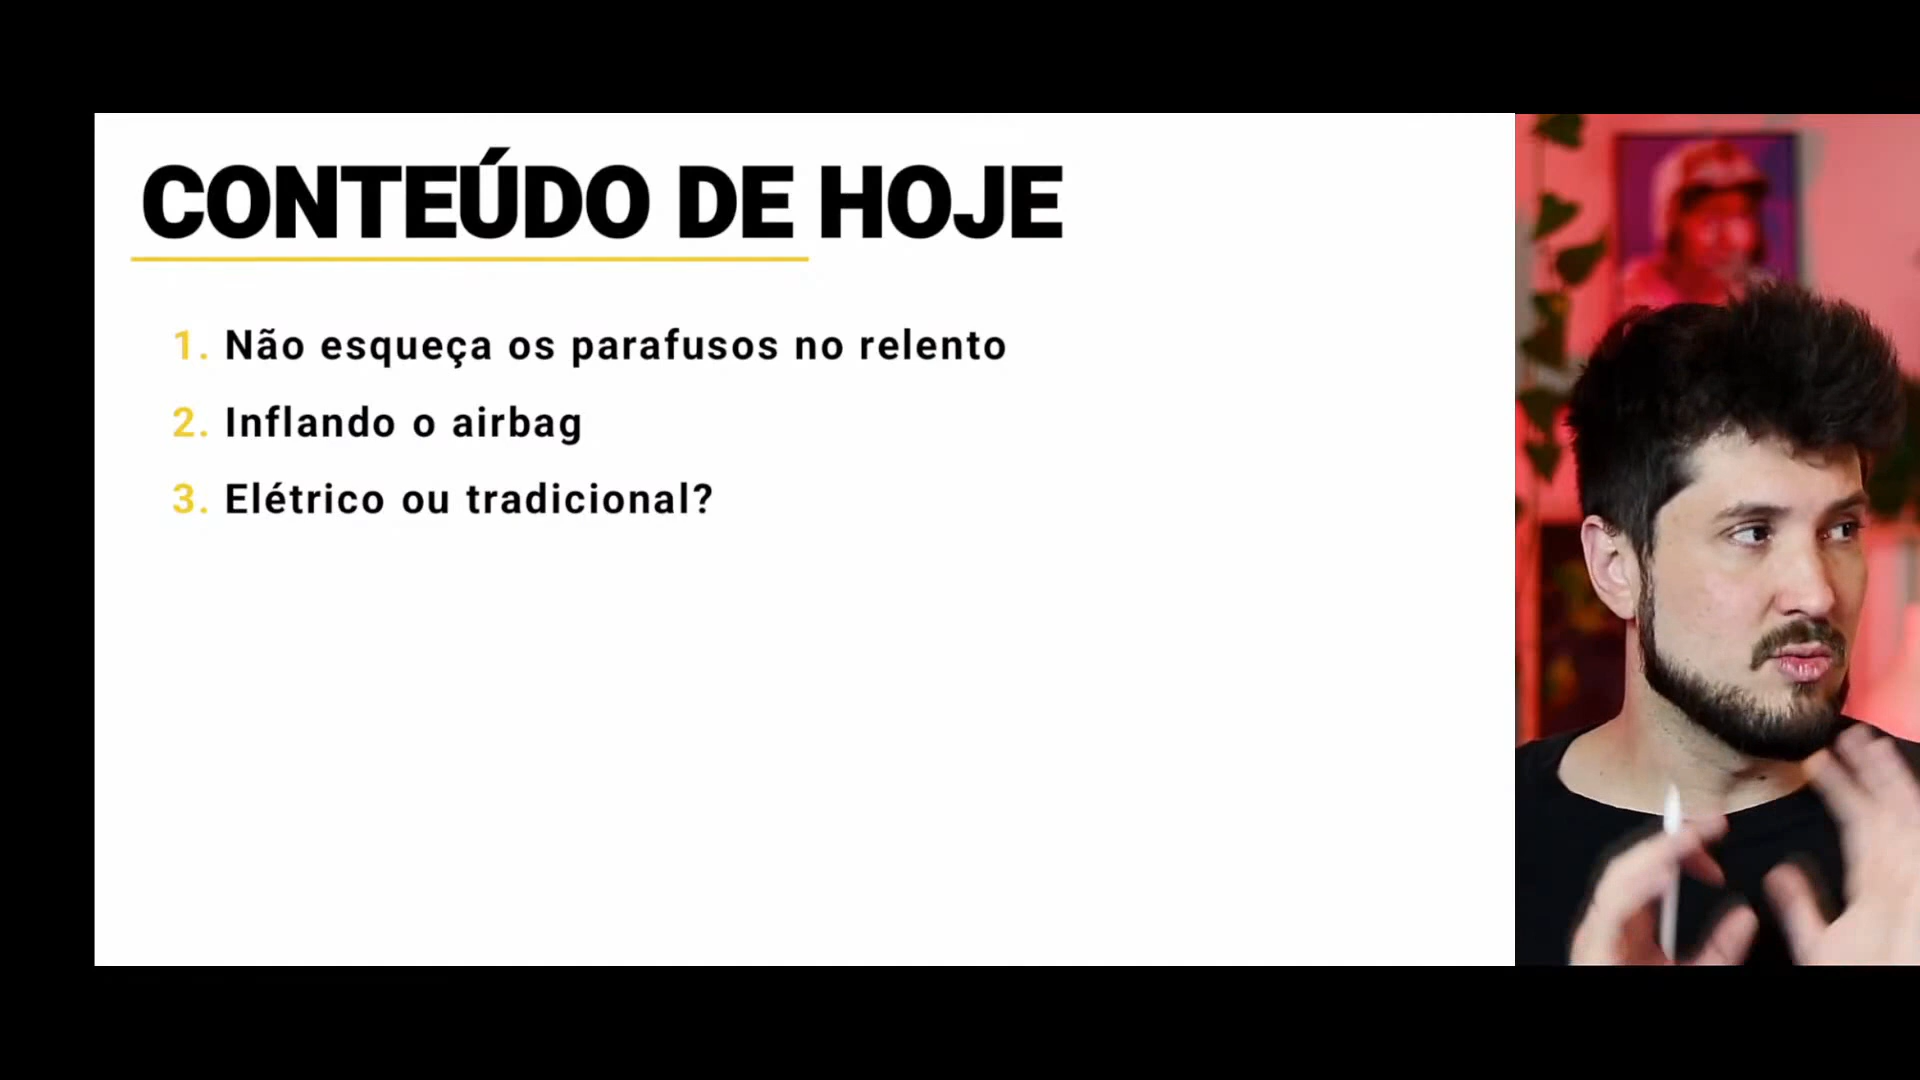 CONTEÚDO DE HOJE
1. Não esqueça os parafusos no relento
2. Inflando o airbag
3. Elétrico ou tradicional?